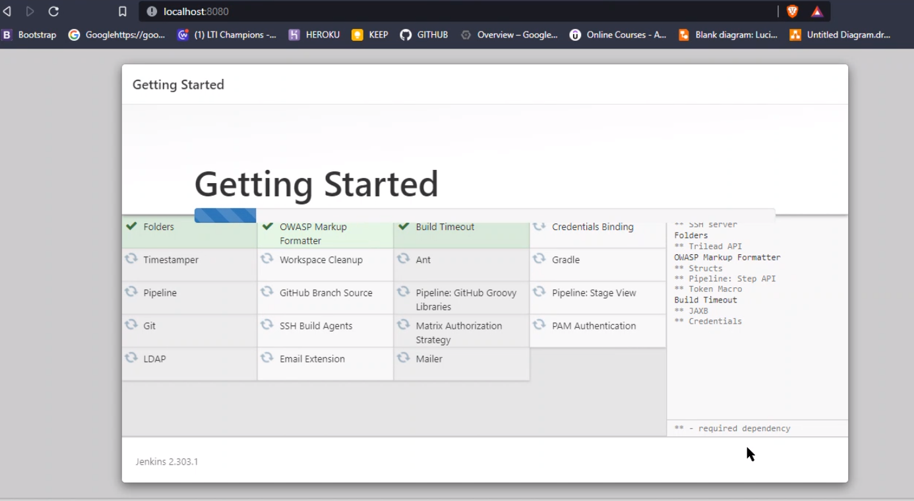 localhost:8080
Bootstrap
Googlehttps://goo...
(1) LTI Champions -...
HEROKU
KEEP
GITHUB
Overview – Google...
Online Courses - A...
Blank diagram: Luci...
Untitled Diagram.dr...
Getting Started
Getting Started
Folders
OWASP Markup
Formatter
Build Timeout
Credentials Binding
Timestamper
Workspace Cleanup
Ant
Gradle
Pipeline
GitHub Branch Source
Pipeline: GitHub Groovy
Libraries
Pipeline: Stage View
Git
SSH Build Agents
Matrix Authorization
Strategy
PAM Authentication
LDAP
Email Extension
Mailer
** SSH server
Folders
** Trilead API
OWASP Markup Formatter
** Structs
** Pipeline: Step API
** Token Macro
Build Timeout
** JAXB
** Credentials
** - required dependency
Jenkins 2.303.1